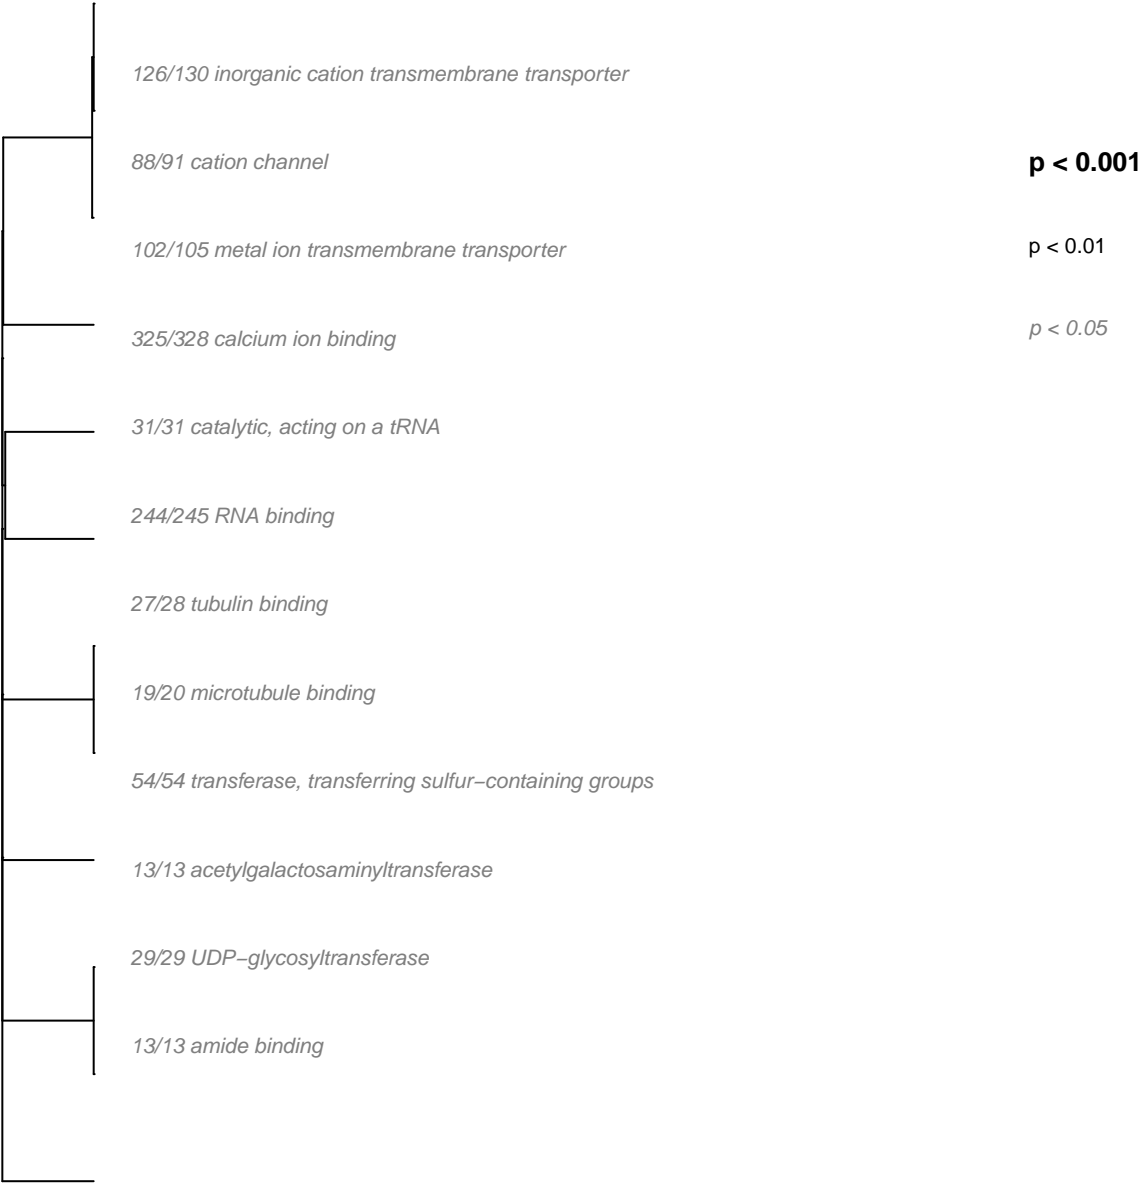 126/130 inorganic cation transmembrane transporter
88/91 cation channel
102/105 metal ion transmembrane transporter
325/328 calcium ion binding
31/31 catalytic, acting on a tRNA
244/245 RNA binding
27/28 tubulin binding
19/20 microtubule binding
54/54 transferase, transferring sulfur−containing groups
13/13 acetylgalactosaminyltransferase
29/29 UDP−glycosyltransferase
13/13 amide binding
p < 0.001
p < 0.01
p < 0.05